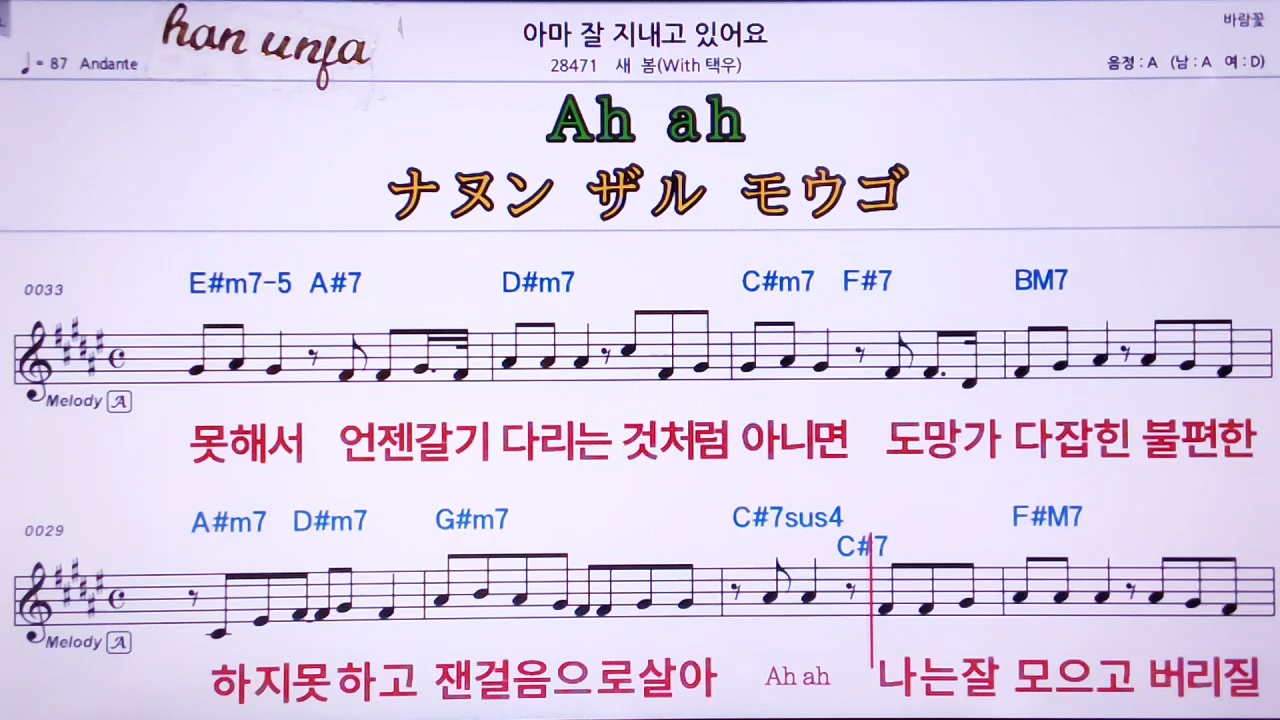 han unfa
아마 잘 지내고 있어요
바람꽃
♩ = 87 Andante
28471 새 봄(With 택우)
음정 : A (남 : A 여 : D)
Ah ah
ナヌン ザル モウゴ
0033
E#m7-5 A#7 D#m7 C#m7 F#7 BM7
Melody A
못해서 언젠갈기 다리는 것처럼 아니면 도망가 다잡힌 불편한
0029
A#m7 D#m7 G#m7 C#7sus4 C#7 F#M7
Melody A
하지못하고 잰걸음으로살아 Ah ah 나는잘 모으고 버리질